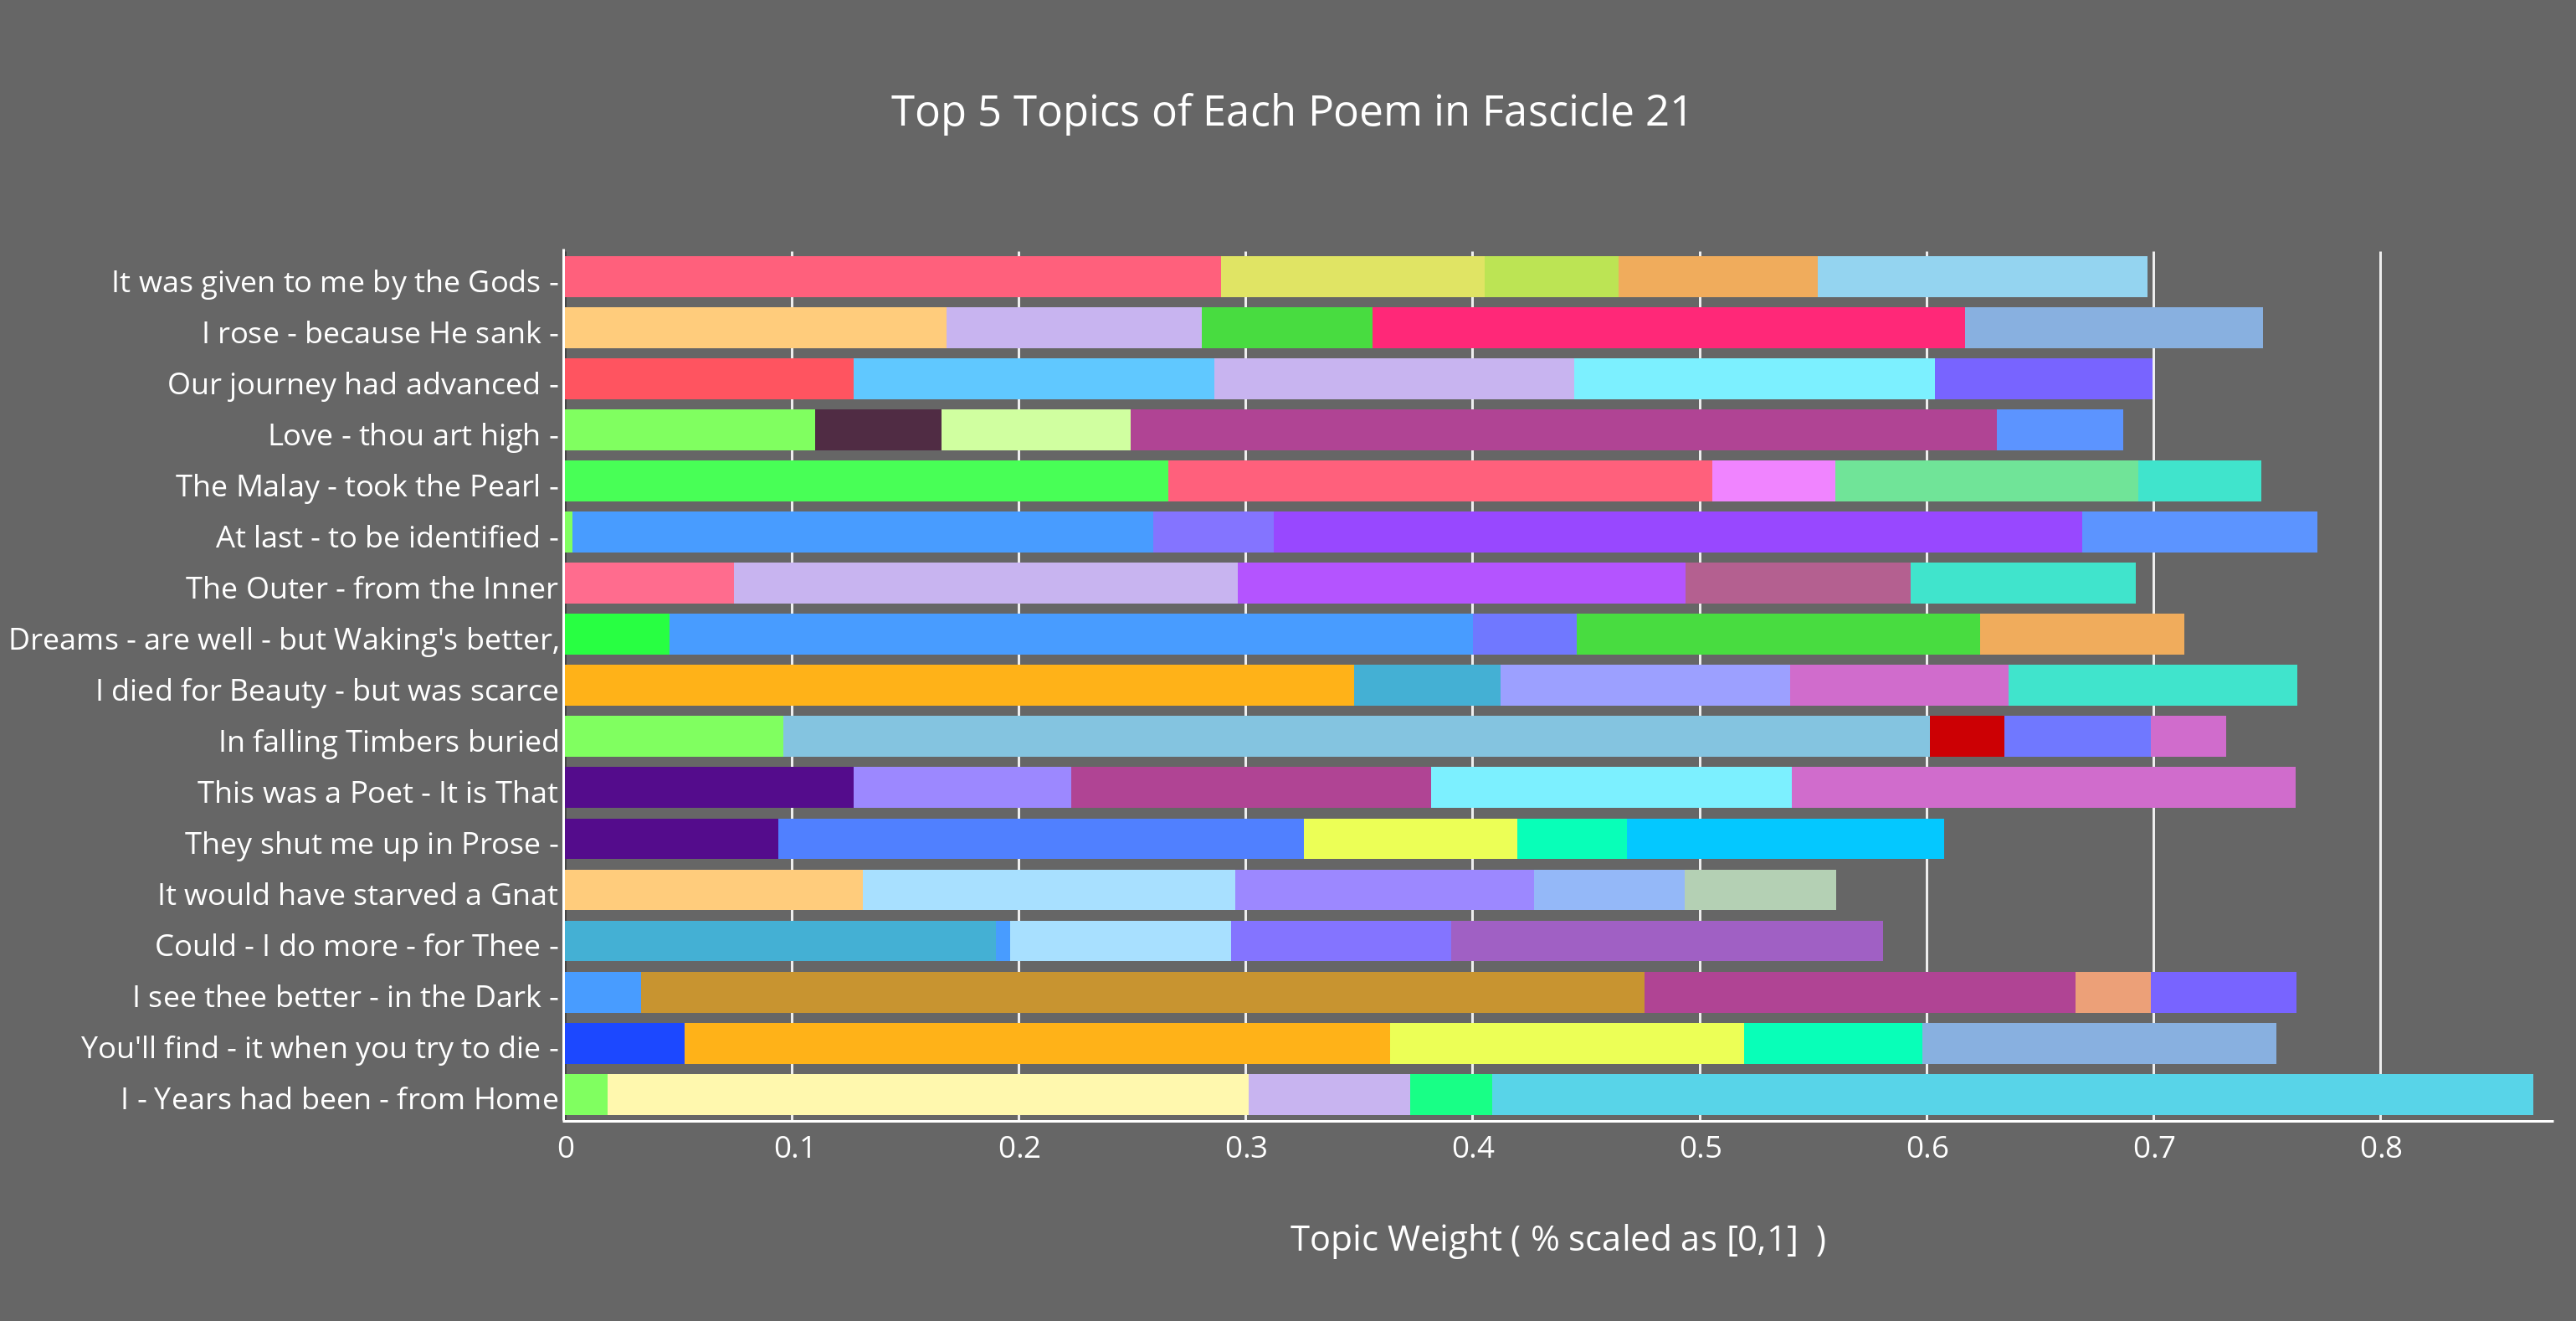 Top 5 Topics of Each Poem in Fascicle 21
It was given to me by the Gods -
I rose - because He sank -
Our journey had advanced -
Love - thou art high -
The Malay - took the Pearl -
At last - to be identified -
The Outer - from the Inner
Dreams - are well - but Waking's better,
I died for Beauty - but was scarce
In falling Timbers buried
This was a Poet - It is That
They shut me up in Prose -
It would have starved a Gnat
Could - I do more - for Thee -
I see thee better - in the Dark -
You'll find - it when you try to die -
I - Years had been - from Home
0 0.1 0.2 0.3 0.4 0.5 0.6 0.7 0.8
Topic Weight ( % scaled as [0,1] )